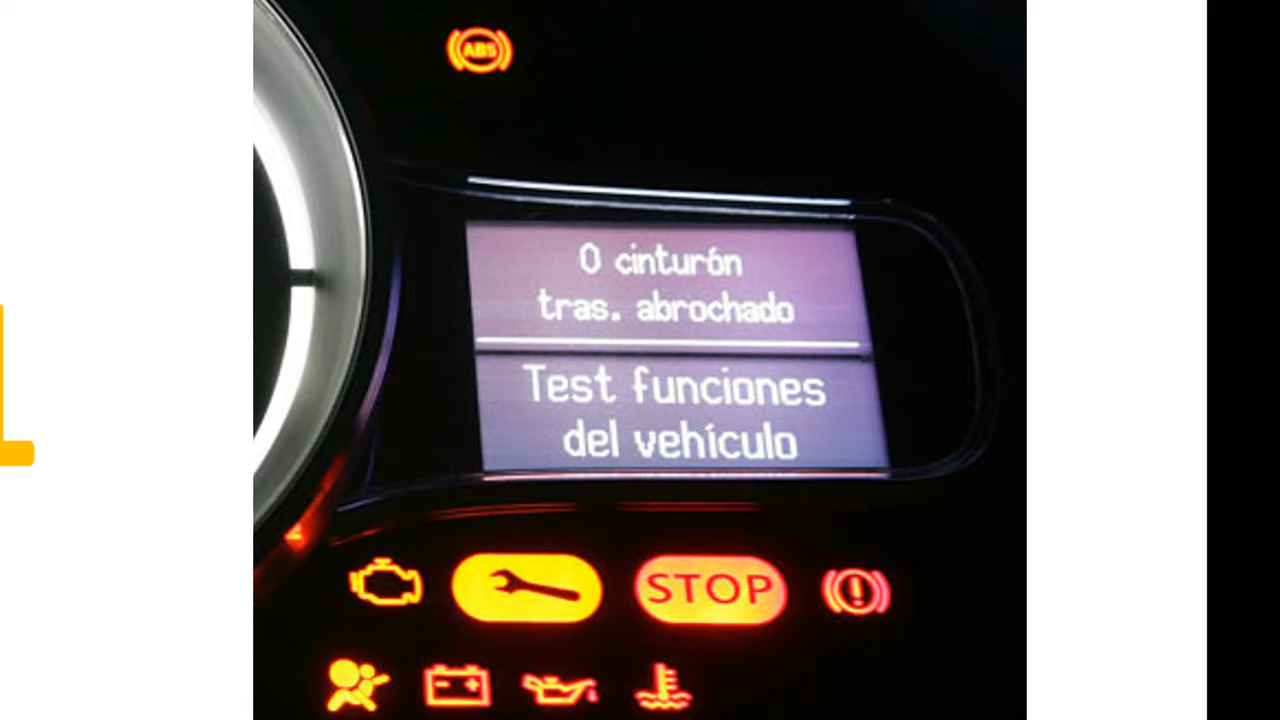 ABS
0 cinturón
tras. abrochado
Test funciones
del vehículo
STOP